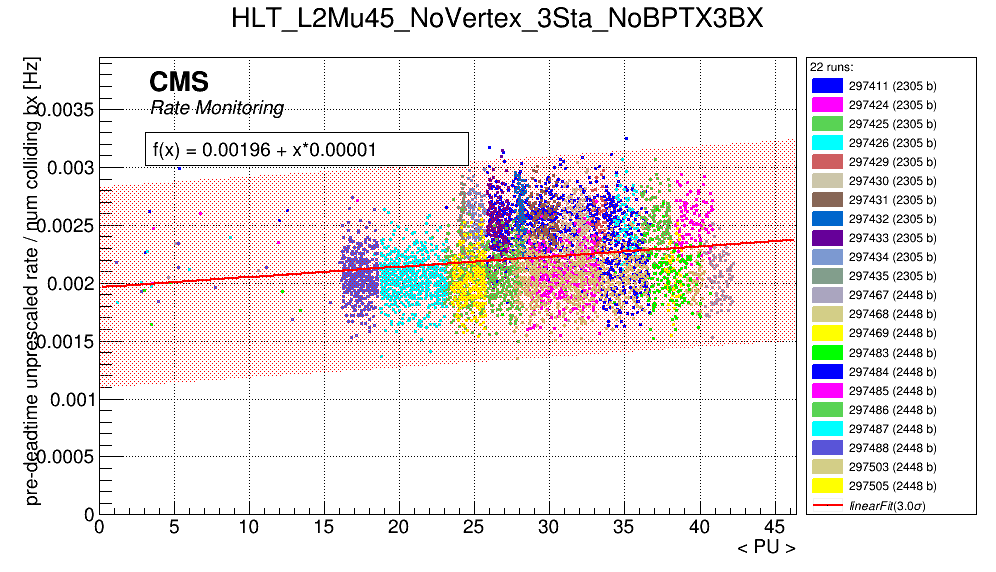 HLT_L2Mu45_NoVertex_3Sta_NoBPTX3BX
pre-deadtime unprescaled rate / num colliding bx [Hz]
CMS
Rate Monitoring
f(x) = 0.00196 + x*0.00001
0.0035
0.003
0.0025
0.002
0.0015
0.001
0.0005
0
0 5 10 15 20 25 30 35 40 45
< PU >
22 runs:
297411 (2305 b)
297424 (2305 b)
297425 (2305 b)
297426 (2305 b)
297429 (2305 b)
297430 (2305 b)
297431 (2305 b)
297432 (2305 b)
297433 (2305 b)
297434 (2305 b)
297435 (2305 b)
297467 (2448 b)
297468 (2448 b)
297469 (2448 b)
297483 (2448 b)
297484 (2448 b)
297485 (2448 b)
297486 (2448 b)
297487 (2448 b)
297488 (2448 b)
297503 (2448 b)
297505 (2448 b)
linearFit(3.0σ)